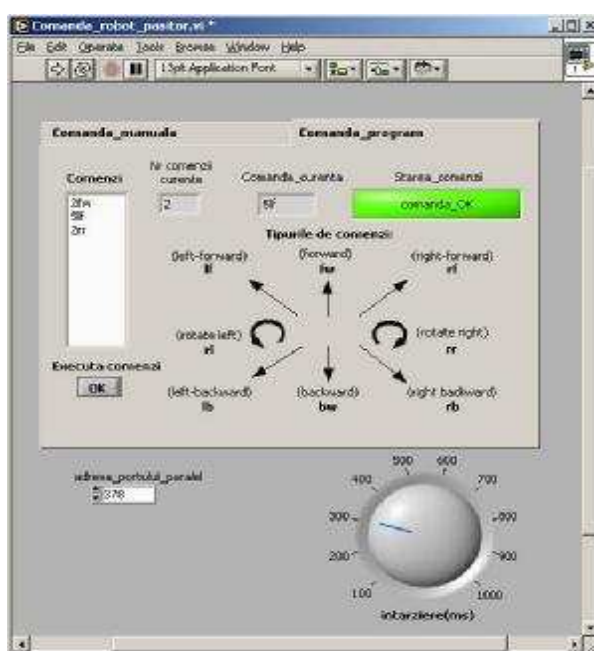 Comanda_robot_pasitor.vi *
File Edit Operate Tools Browse Window Help
13pt Application Font
Comanda_manuala
Comanda_program
Comenzi
Nr comenzii
curente
Comanda_curenta
Starea_comenzii
2fw
5lf
2rr
2
5lf
comanda_OK
Tipurile de comenzi:
(left-forward)
lf
(forward)
fw
(right-forward)
rf
(rotate left)
rl
(rotate right)
rr
Executa comenzi
OK
(left-backward)
lb
(backward)
bw
(right backward)
rb
adresa_portului_paralel
378
500
600
400
700
300
800
200
900
100
1000
intarziere(ms)